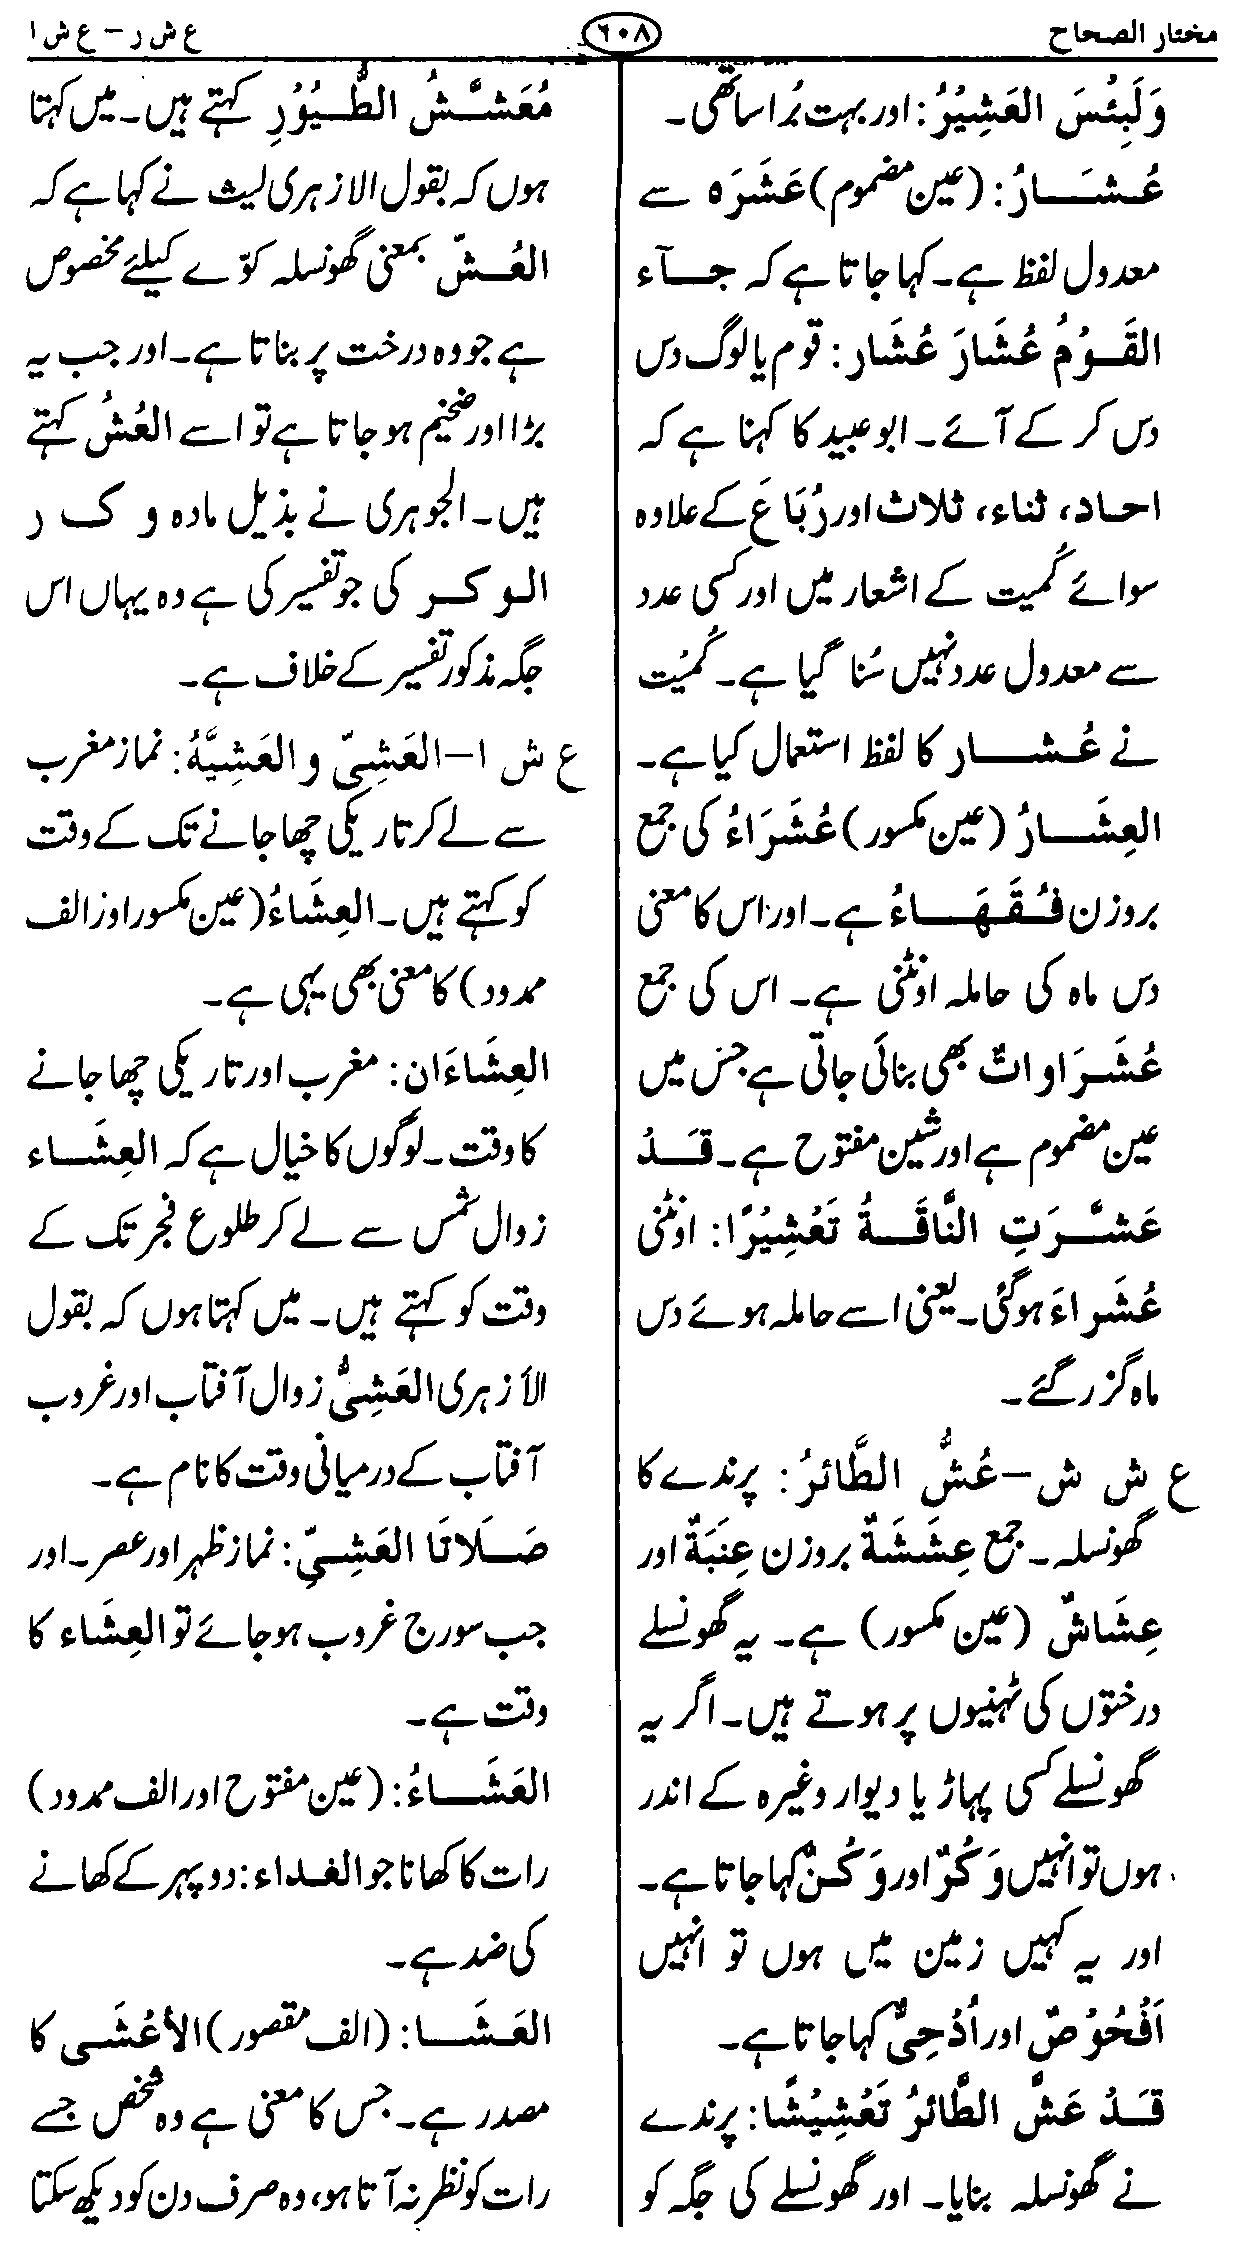 مختار الصحاح
٦٠٨
ع ش ر – ع ش ا
وَلَبِئْسَ العَشِيْرُ: اور بہت بُرا ساتھی۔
عُشَارُ: (عین مضموم) عَشَرَہ سے
معدول لفظ ہے۔ کہا جاتا ہے کہ جآء
القَوْمُ عُشَارَ عُشَار: قوم یا لوگ دس
دس کر کے آئے۔ ابوعبید کا کہنا ہے کہ
احاد، ثناء، ثلاث اور رُبَاعَ کے علاوہ
سوائے کُمیت کے اشعار میں اور کسی عدد
سے معدول عدد نہیں سُنا گیا ہے۔ کُمَیْت
نے عُشار کا لفظ استعمال کیا ہے۔
العِشَارُ (عین مکسور) عُشَرَاءُ کی جمع
بروزن فُقَهَاءُ ہے۔ اور اس کا معنی
دس ماہ کی حاملہ اونٹنی ہے۔ اس کی جمع
عُشَرَاواتٌ بھی بنائی جاتی ہے جس میں
عین مضموم ہے اور شین مفتوح ہے۔ قَدْ
عَشَّرَتِ النَّاقَةُ تَعْشِيْرًا: اونٹنی
عُشَراءَ ہوگئی۔ یعنی اسے حاملہ ہوئے دس
ماہ گزر گئے۔
ع ش ش – عُشُّ الطَّائرُ: پرندے کا
گھونسلہ۔ جمع عِشَشَةٌ بروزن عِنَبَةٌ اور
عِشَاشٌ (عین مکسور) ہے۔ یہ گھونسلے
درختوں کی ٹہنیوں پر ہوتے ہیں۔ اگر یہ
گھونسلے کسی پہاڑ یا دیوار وغیرہ کے اندر
ہوں تو انہیں وَکْرٌ اور وَکْنٌ کہا جاتا ہے۔
اور یہ کہیں زمین میں ہوں تو انہیں
اَفْحُوْصٌ اور اُدْحِیٌّ کہا جاتا ہے۔
قَدْ عَشَّ الطَّائرُ تَعْشِيْشًا: پرندے
نے گھونسلہ بنایا۔ اور گھونسلے کی جگہ کو
مُعَشَّشُ الطُّيُوْرِ کہتے ہیں۔ میں کہتا
ہوں کہ بقول الازہری لیث نے کہا ہے کہ
العُشّ بمعنی گھونسلہ کوّے کیلئے مخصوص
ہے جو وہ درخت پر بناتا ہے۔ اور جب یہ
بڑا اور ضخیم ہو جاتا ہے تو اسے العُشُ کہتے
ہیں۔ الجوہری نے بذیل مادہ و ک ر
الوکر کی جو تفسیر کی ہے وہ یہاں اس
جگہ مذکور تفسیر کے خلاف ہے۔
ع ش ا – العَشِیّ و العَشِيَّةُ: نماز مغرب
سے لے کر تاریکی چھا جانے تک کے وقت
کو کہتے ہیں۔ العِشَاءُ (عین مکسور اور الف
ممدود) کا معنی بھی یہی ہے۔
العِشَاءَان: مغرب اور تاریکی چھا جانے
کا وقت۔ لوگوں کا خیال ہے کہ العِشَاء
زوال شمس سے لے کر طلوع فجر تک کے
وقت کو کہتے ہیں۔ میں کہتا ہوں کہ بقول
الأزہری العَشِیُّ زوال آفتاب اور غروب
آفتاب کے درمیانی وقت کا نام ہے۔
صَلَاتَا العَشِیّ: نماز ظہر اور عصر۔ اور
جب سورج غروب ہو جائے تو العِشَاء کا
وقت ہے۔
العَشَاءُ: (عین مفتوح اور الف ممدود)
رات کا کھانا جو الغداء: دوپہر کے کھانے
کی ضد ہے۔
العَشَا: (الف مقصور) الأعْشَی کا
مصدر ہے۔ جس کا معنی ہے وہ شخص جسے
رات کو نظر نہ آتا ہو، وہ صرف دن کو دیکھ سکتا